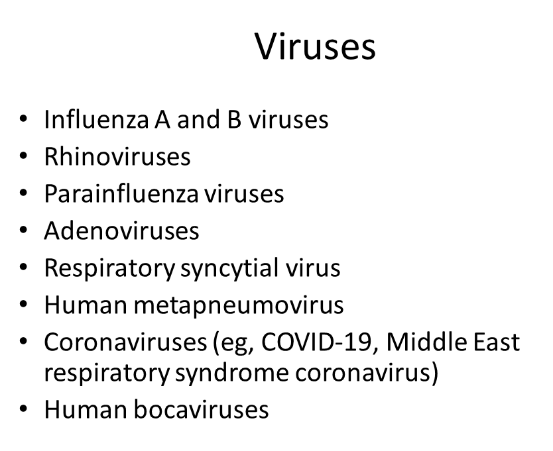 Viruses
• Influenza A and B viruses
• Rhinoviruses
• Parainfluenza viruses
• Adenoviruses
• Respiratory syncytial virus
• Human metapneumovirus
• Coronaviruses (eg, COVID-19, Middle East
respiratory syndrome coronavirus)
• Human bocaviruses